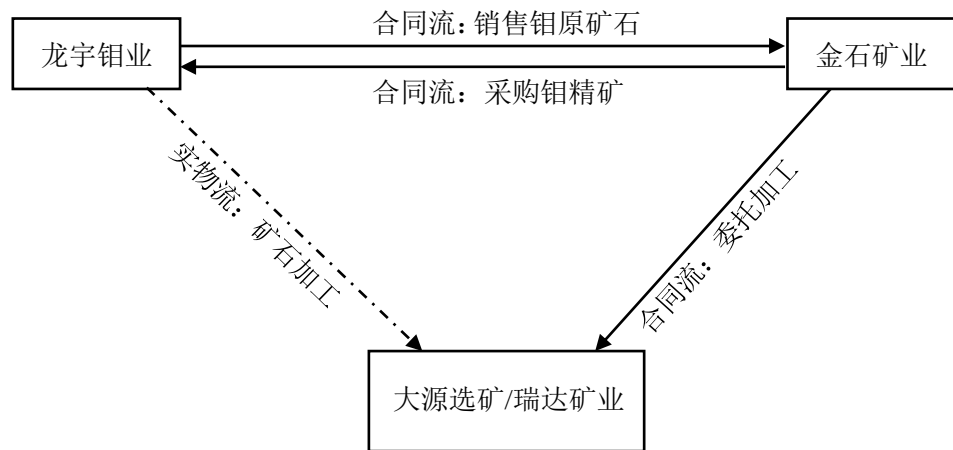 合同流：销售钼原矿石
龙宇钼业
金石矿业
合同流：采购钼精矿
实物流：矿石加工
合同流：委托加工
大源选矿/瑞达矿业